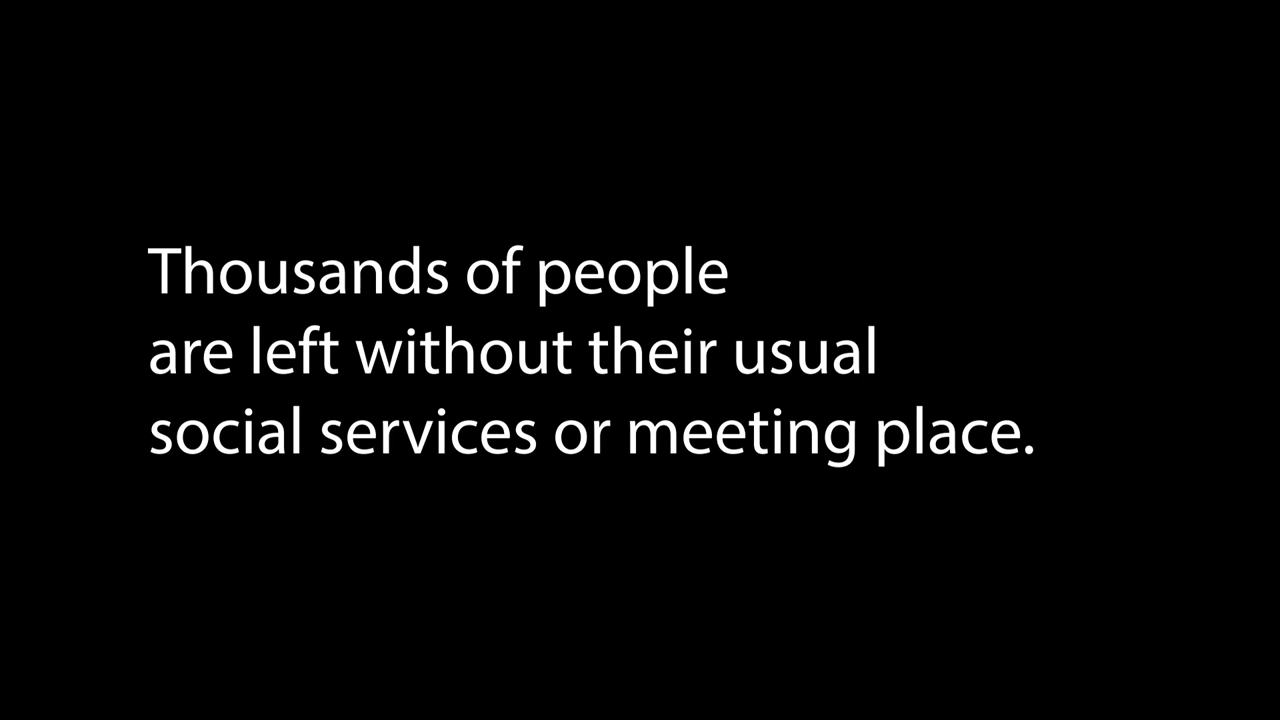 Thousands of people
are left without their usual
social services or meeting place.